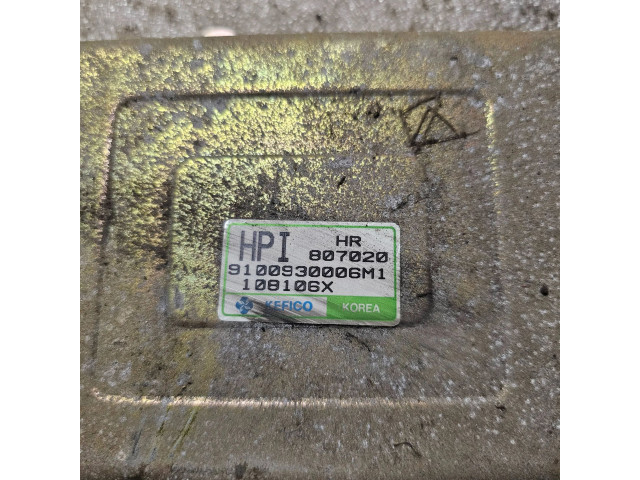 HPI HR
807020
9100930006M1
108106X
KEFICO KOREA